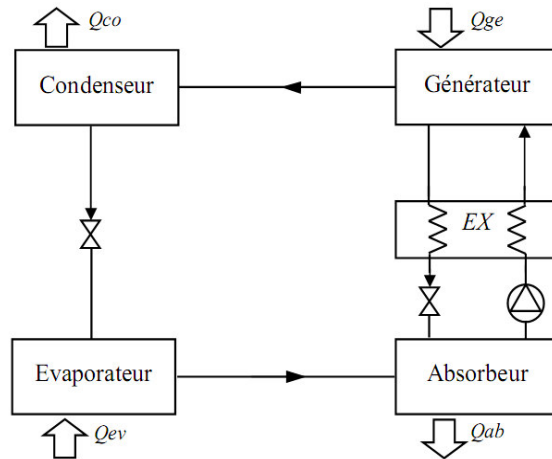 Qco
Qge
Condenseur
Générateur
EX
Evaporateur
Absorbeur
Qev
Qab